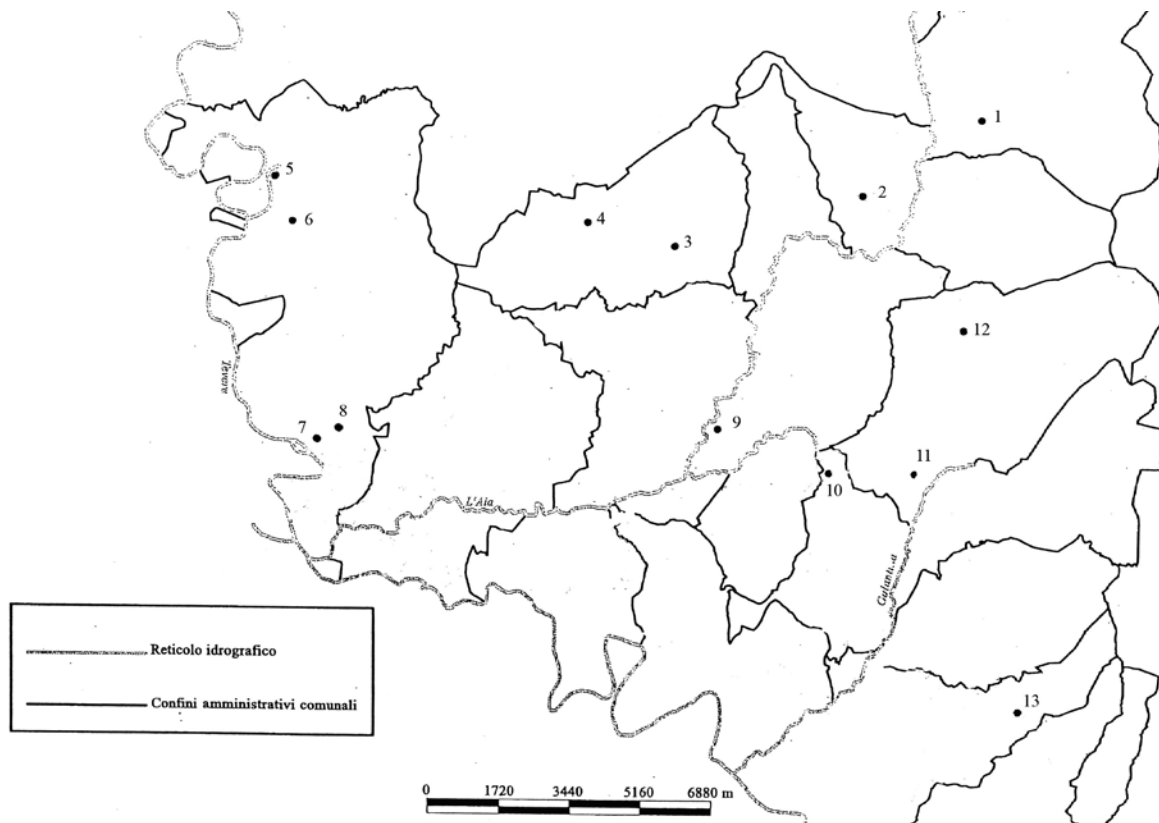 1
2
5
4
6
3
12
Tevere
8
7
9
10
11
L'Aia
Galantina
Reticolo idrografico
Confini amministrativi comunali
13
0 1720 3440 5160 6880 m